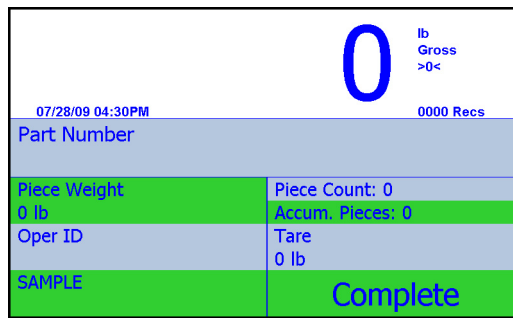 0
lb
Gross
>0<
07/28/09 04:30PM
0000 Recs
Part Number
Piece Weight
0 lb
Piece Count: 0
Accum. Pieces: 0
Oper ID
Tare
0 lb
SAMPLE
Complete